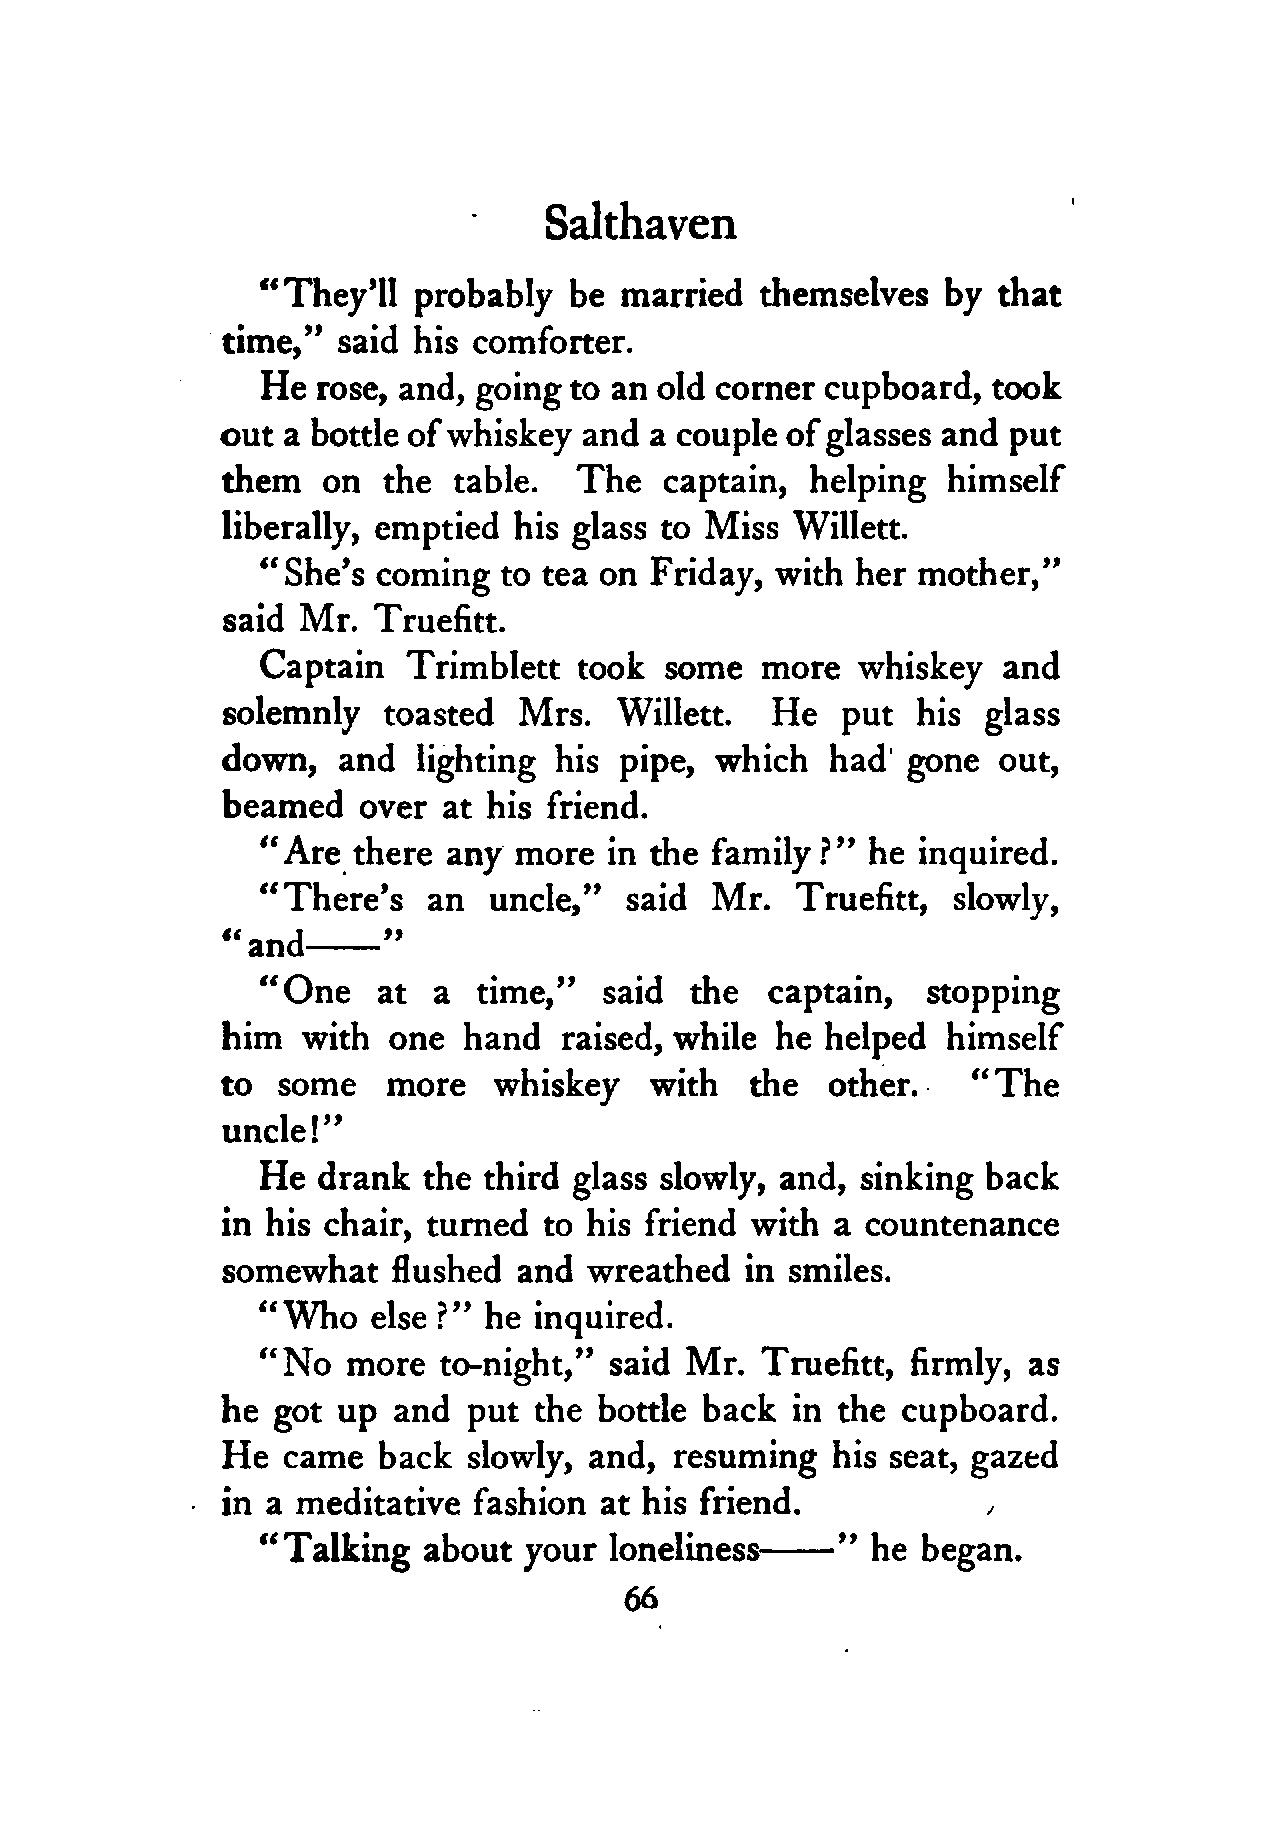 Salthaven
"They'll probably be married themselves by that
time," said his comforter.
He rose, and, going to an old corner cupboard, took
out a bottle of whiskey and a couple of glasses and put
them on the table. The captain, helping himself
liberally, emptied his glass to Miss Willett.
"She's coming to tea on Friday, with her mother,"
said Mr. Truefitt.
Captain Trimblett took some more whiskey and
solemnly toasted Mrs. Willett. He put his glass
down, and lighting his pipe, which had gone out,
beamed over at his friend.
"Are there any more in the family?" he inquired.
"There's an uncle," said Mr. Truefitt, slowly,
"and——"
"One at a time," said the captain, stopping
him with one hand raised, while he helped himself
to some more whiskey with the other. "The
uncle!"
He drank the third glass slowly, and, sinking back
in his chair, turned to his friend with a countenance
somewhat flushed and wreathed in smiles.
"Who else?" he inquired.
"No more to-night," said Mr. Truefitt, firmly, as
he got up and put the bottle back in the cupboard.
He came back slowly, and, resuming his seat, gazed
in a meditative fashion at his friend.
"Talking about your loneliness——" he began.
66